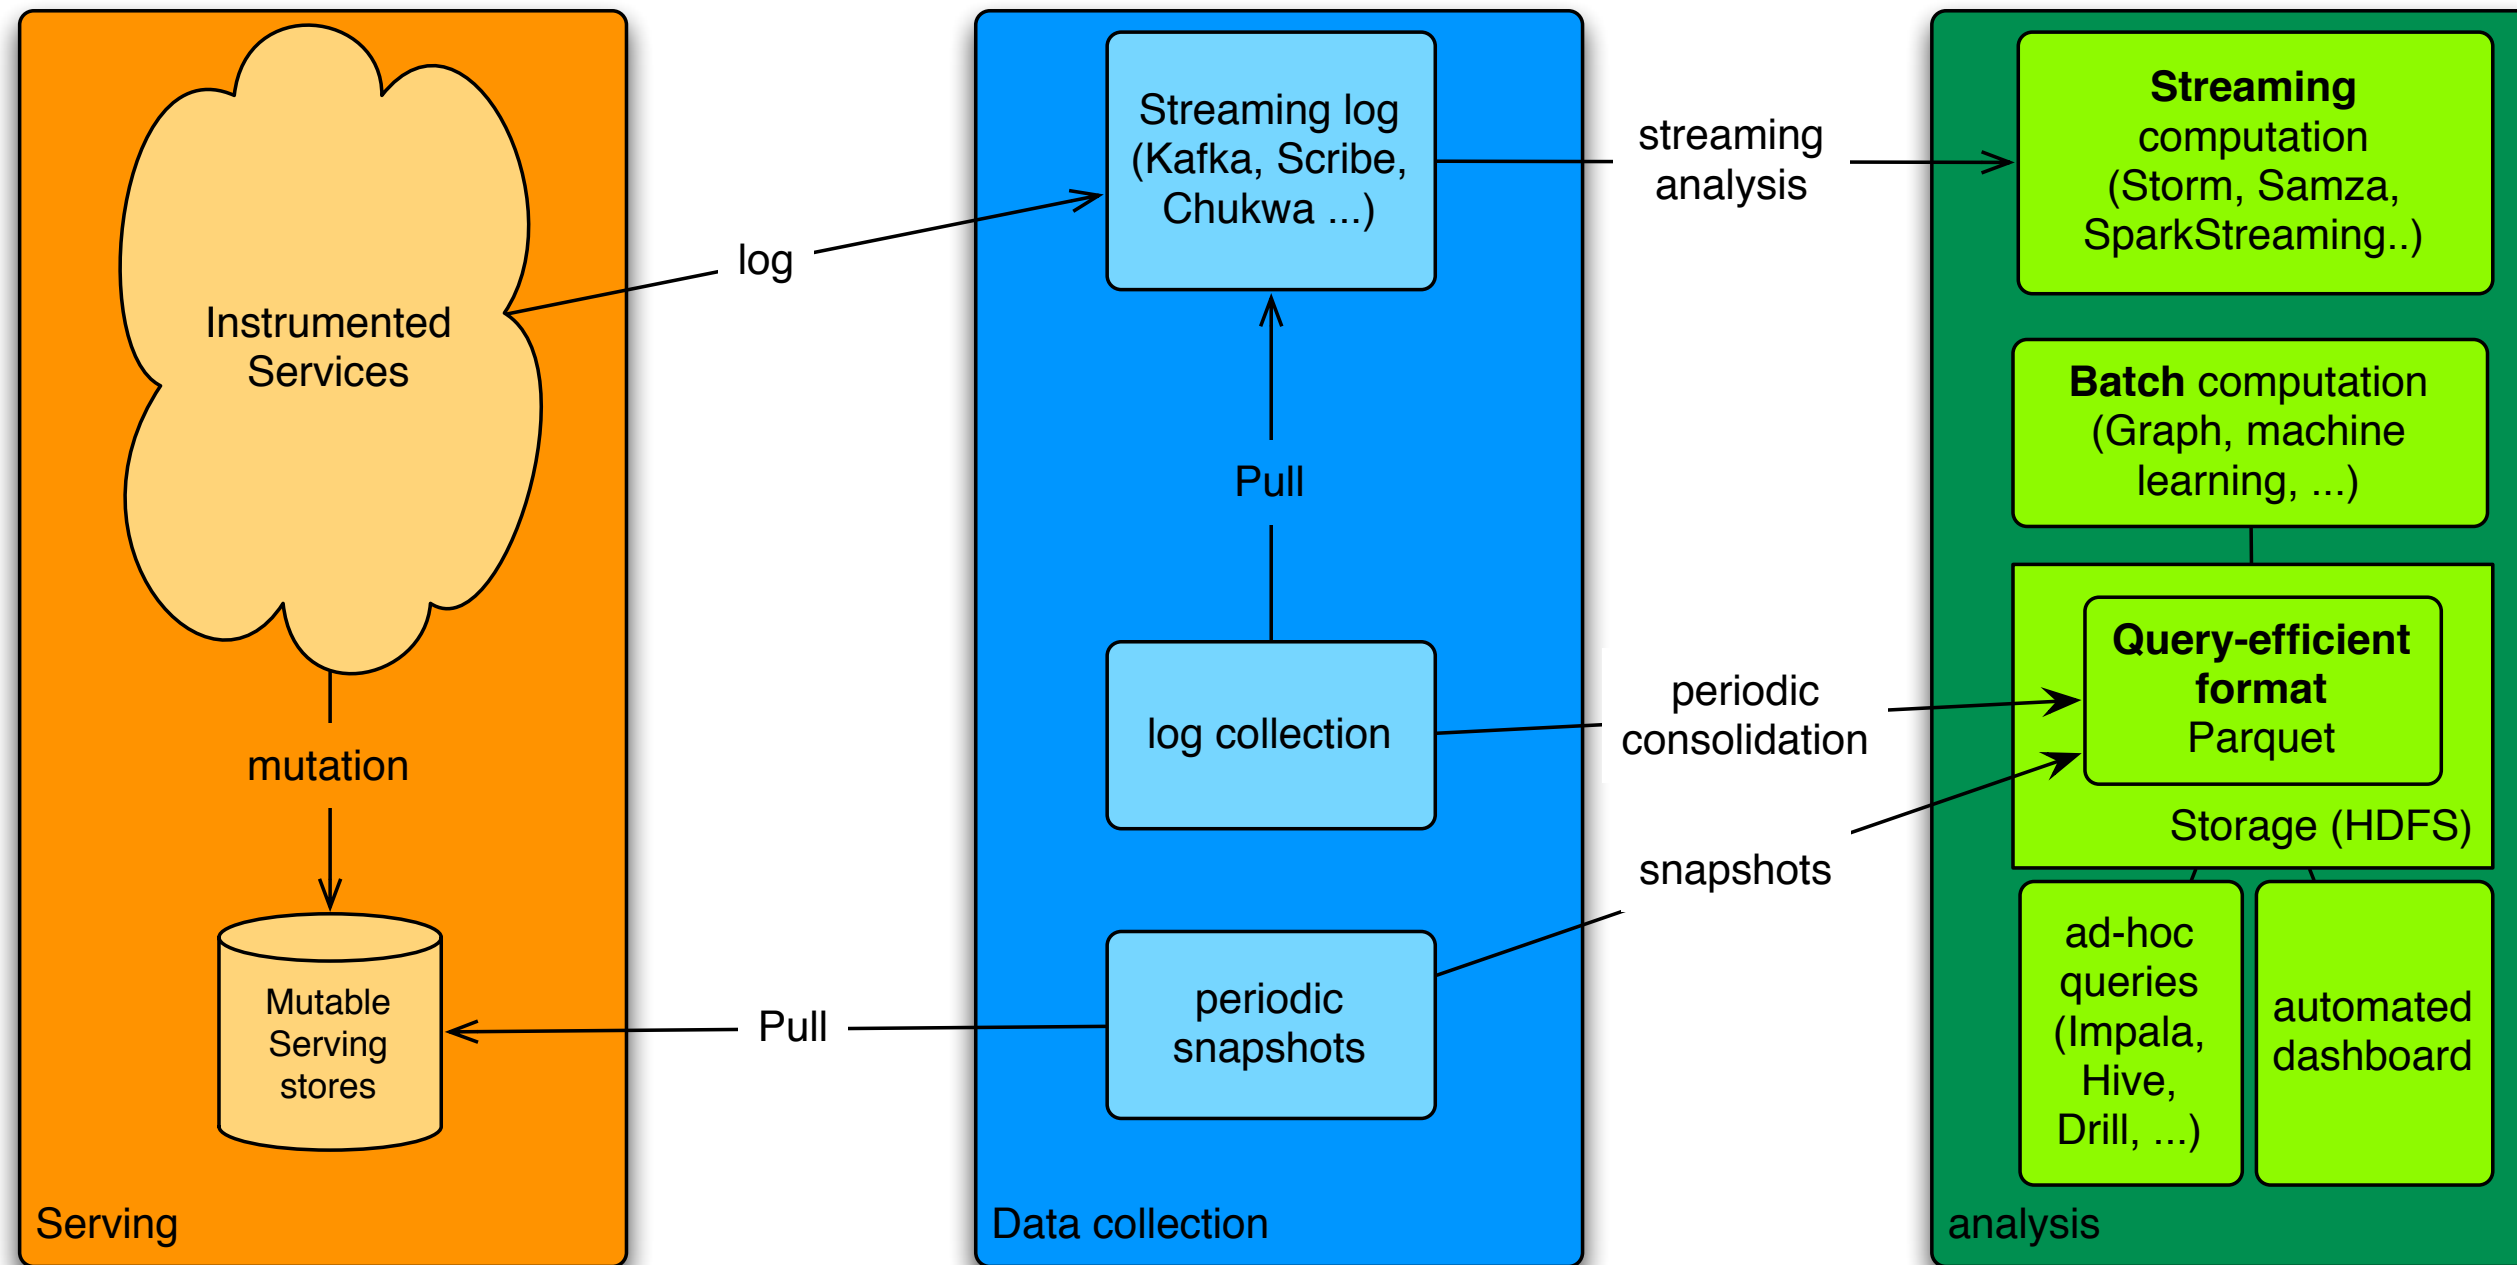 Instrumented
Services
mutation
Mutable
Serving
stores
Serving
log
Pull
Streaming log
(Kafka, Scribe,
Chukwa ...)
Pull
log collection
periodic
snapshots
Data collection
streaming
analysis
periodic
consolidation
snapshots
Streaming
computation
(Storm, Samza,
SparkStreaming..)
Batch computation
(Graph, machine
learning, ...)
Query-efficient
format
Parquet
Storage (HDFS)
ad-hoc
queries
(Impala,
Hive,
Drill, ...)
automated
dashboard
analysis